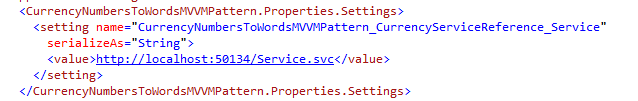 <CurrencyNumbersToWordsMVVMPattern.Properties.Settings>
<setting name="CurrencyNumbersToWordsMVVMPattern_CurrencyServiceReference_Service"
serializeAs="String">
<value>http://localhost:50134/Service.svc</value>
</setting>
</CurrencyNumbersToWordsMVVMPattern.Properties.Settings>